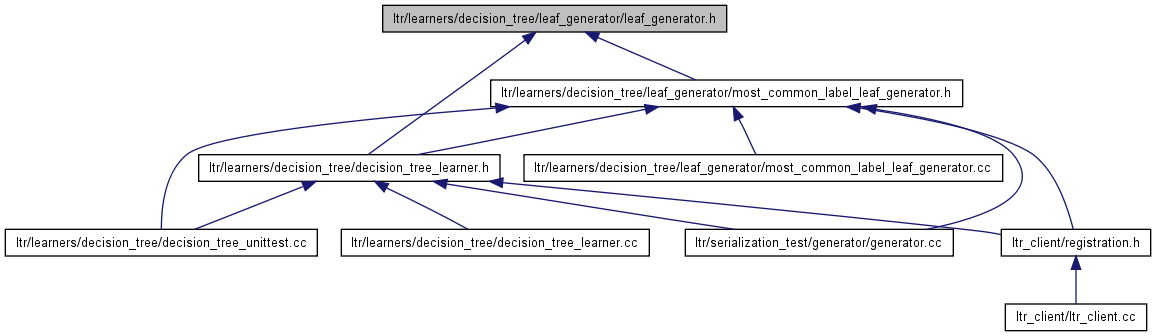 ltr/learners/decision_tree/leaf_generator/leaf_generator.h
ltr/learners/decision_tree/leaf_generator/most_common_label_leaf_generator.h
ltr/learners/decision_tree/decision_tree_learner.h
ltr/learners/decision_tree/leaf_generator/most_common_label_leaf_generator.cc
ltr/learners/decision_tree/decision_tree_unittest.cc
ltr/learners/decision_tree/decision_tree_learner.cc
ltr/serialization_test/generator/generator.cc
ltr_client/registration.h
ltr_client/ltr_client.cc